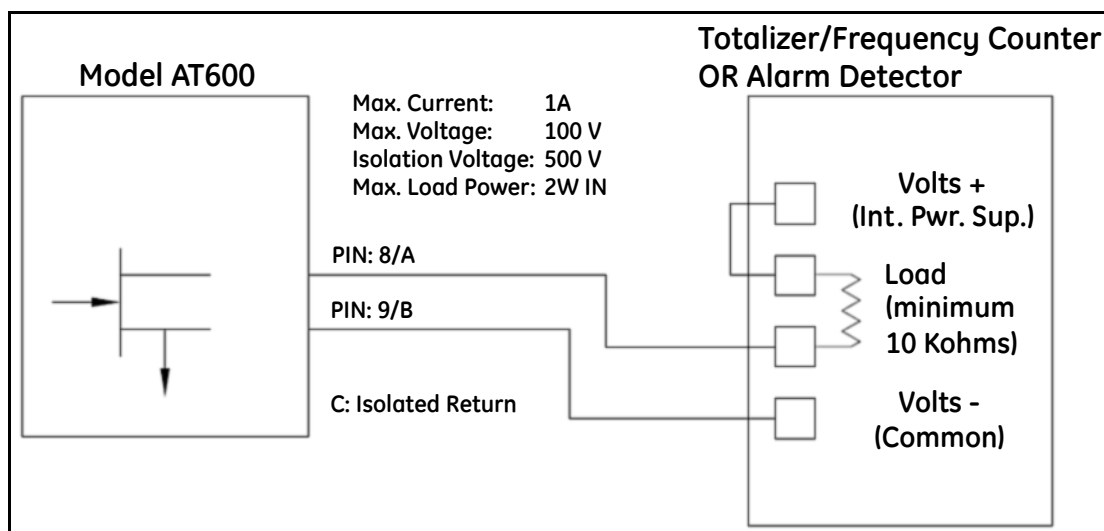 Totalizer/Frequency Counter
OR Alarm Detector
Model AT600
Max. Current: 1A
Max. Voltage: 100 V
Isolation Voltage: 500 V
Max. Load Power: 2W IN
Volts +
(Int. Pwr. Sup.)
PIN: 8/A
Load
(minimum
10 Kohms)
PIN: 9/B
C: Isolated Return
Volts -
(Common)